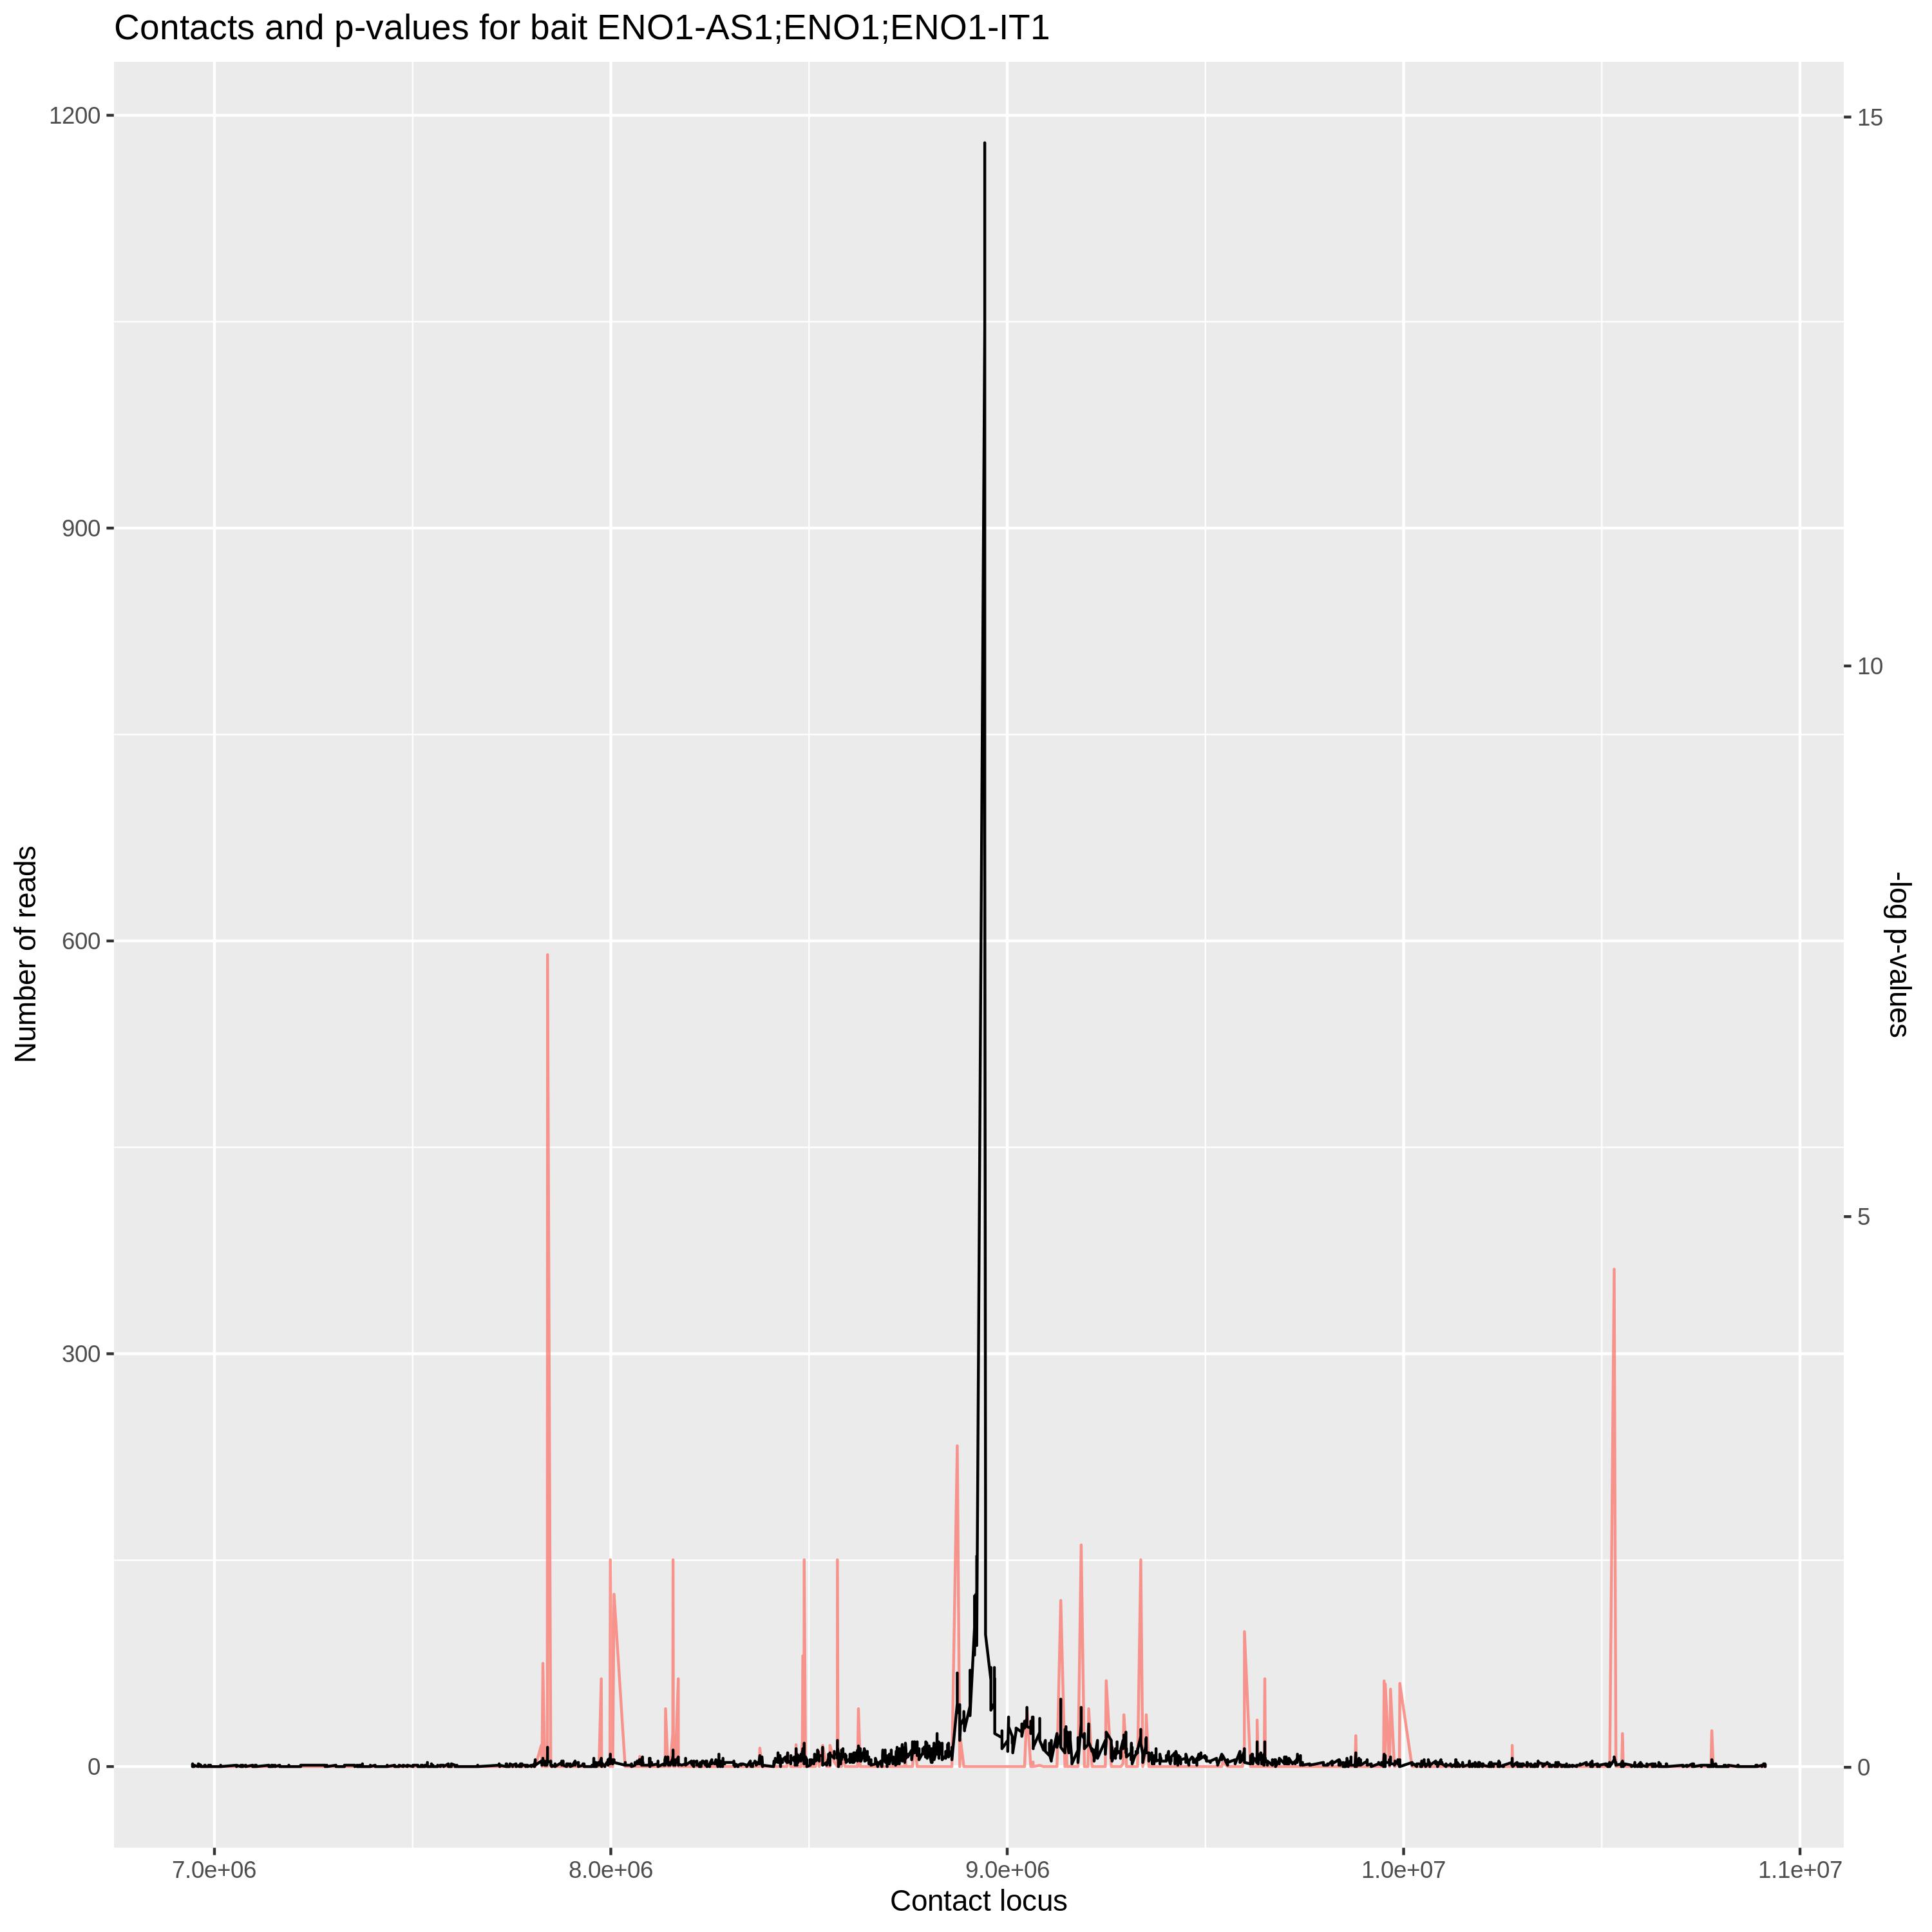 Contacts and p-values for bait ENO1-AS1;ENO1;ENO1-IT1
1200
900
600
300
0
Number of reads
15
10
5
0
-log p-values
7.0e+06
8.0e+06
9.0e+06
1.0e+07
1.1e+07
Contact locus